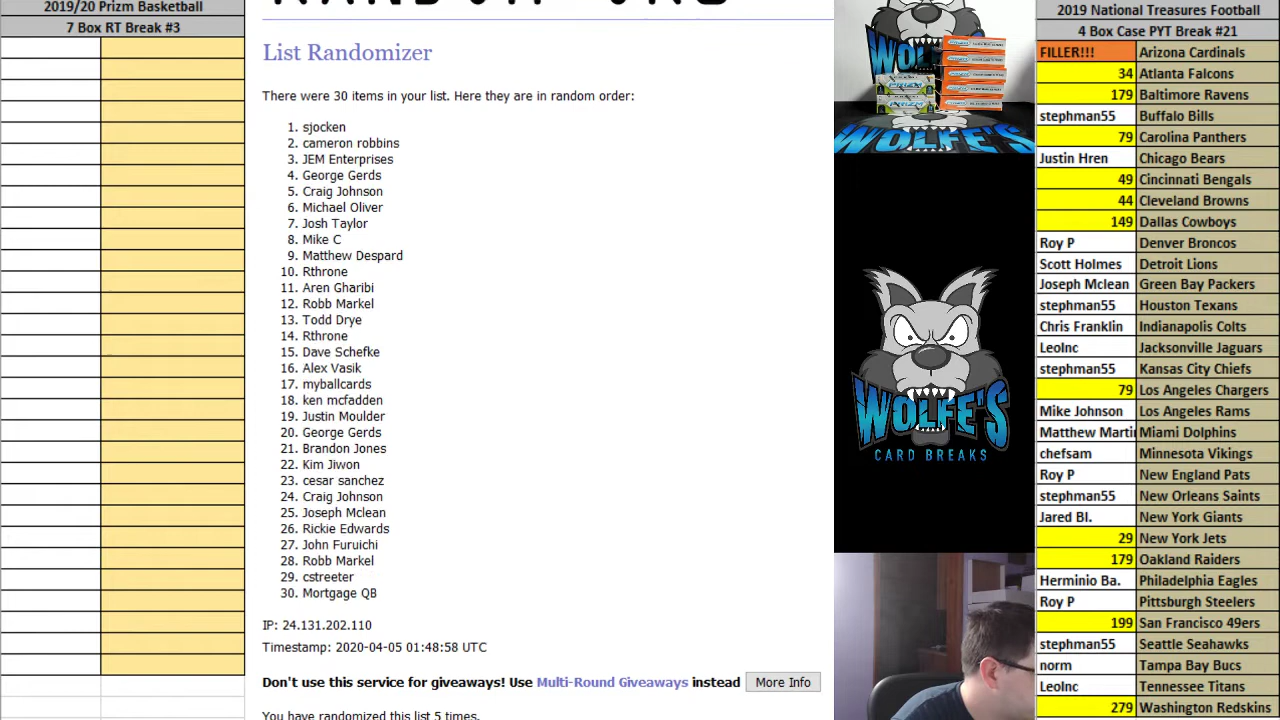 2019/20 Prizm Basketball
7 Box RT Break #3
List Randomizer
There were 30 items in your list. Here they are in random order:
1. sjocken
2. cameron robbins
3. JEM Enterprises
4. George Gerds
5. Craig Johnson
6. Michael Oliver
7. Josh Taylor
8. Mike C
9. Matthew Despard
10. Rthrone
11. Aren Gharibi
12. Robb Markel
13. Todd Drye
14. Rthrone
15. Dave Schefke
16. Alex Vasik
17. myballcards
18. ken mcfadden
19. Justin Moulder
20. George Gerds
21. Brandon Jones
22. Kim Jiwon
23. cesar sanchez
24. Craig Johnson
25. Joseph Mclean
26. Rickie Edwards
27. John Furuichi
28. Robb Markel
29. cstreeter
30. Mortgage QB
IP: 24.131.202.110
Timestamp: 2020-04-05 01:48:58 UTC
Don't use this service for giveaways! Use Multi-Round Giveaways instead More Info
You have randomized this list 5 times.
WOLFE'S
PRIZM
WOLFE'S
WOLFE'S
CARD BREAKS
2019 National Treasures Football
4 Box Case PYT Break #21
FILLER!!! Arizona Cardinals
34 Atlanta Falcons
179 Baltimore Ravens
stephman55 Buffalo Bills
79 Carolina Panthers
Justin Hren Chicago Bears
49 Cincinnati Bengals
44 Cleveland Browns
149 Dallas Cowboys
Roy P Denver Broncos
Scott Holmes Detroit Lions
Joseph Mclean Green Bay Packers
stephman55 Houston Texans
Chris Franklin Indianapolis Colts
LeoInc Jacksonville Jaguars
stephman55 Kansas City Chiefs
79 Los Angeles Chargers
Mike Johnson Los Angeles Rams
Matthew Marti Miami Dolphins
chefsam Minnesota Vikings
Roy P New England Pats
stephman55 New Orleans Saints
Jared Bl. New York Giants
29 New York Jets
179 Oakland Raiders
Herminio Ba. Philadelphia Eagles
Roy P Pittsburgh Steelers
199 San Francisco 49ers
stephman55 Seattle Seahawks
norm Tampa Bay Bucs
LeoInc Tennessee Titans
279 Washington Redskins